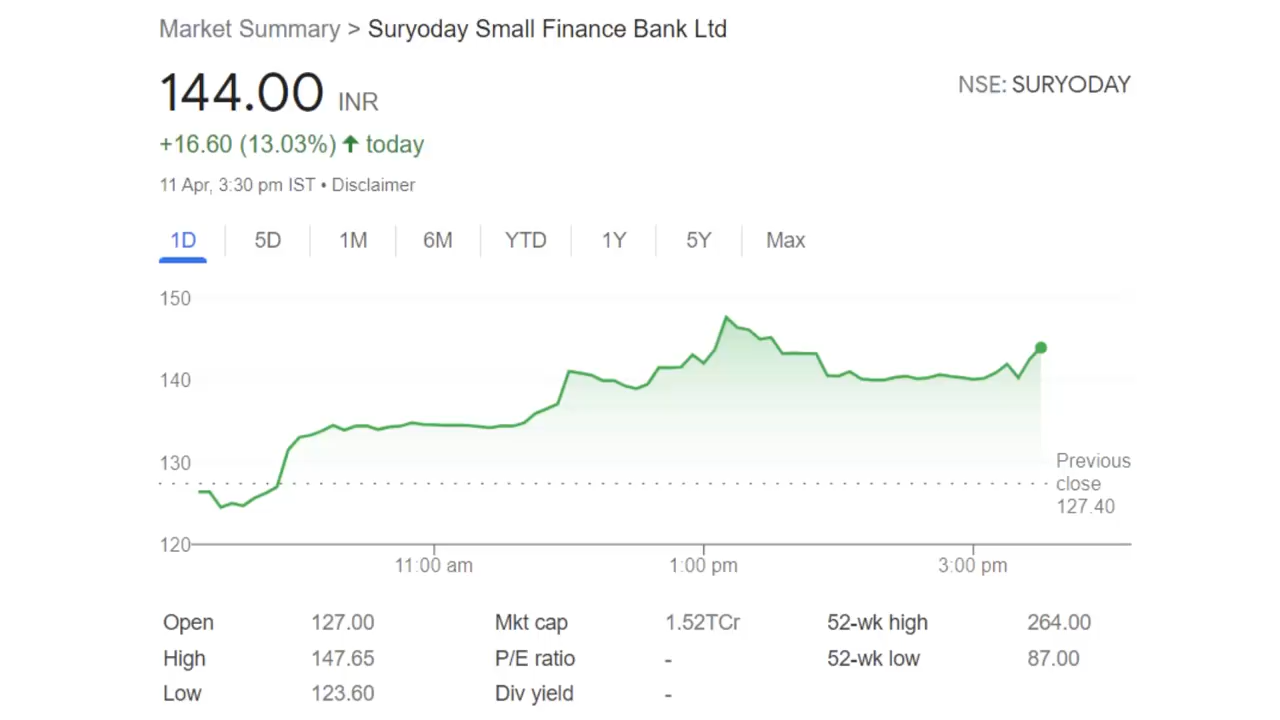 Market Summary > Suryoday Small Finance Bank Ltd
144.00 INR
NSE: SURYODAY
+16.60 (13.03%) ↑ today
11 Apr, 3:30 pm IST • Disclaimer
1D 5D 1M 6M YTD 1Y 5Y Max
150
140
130
120
Previous
close
127.40
11:00 am 1:00 pm 3:00 pm
Open 127.00 Mkt cap 1.52TCr 52-wk high 264.00
High 147.65 P/E ratio - 52-wk low 87.00
Low 123.60 Div yield -